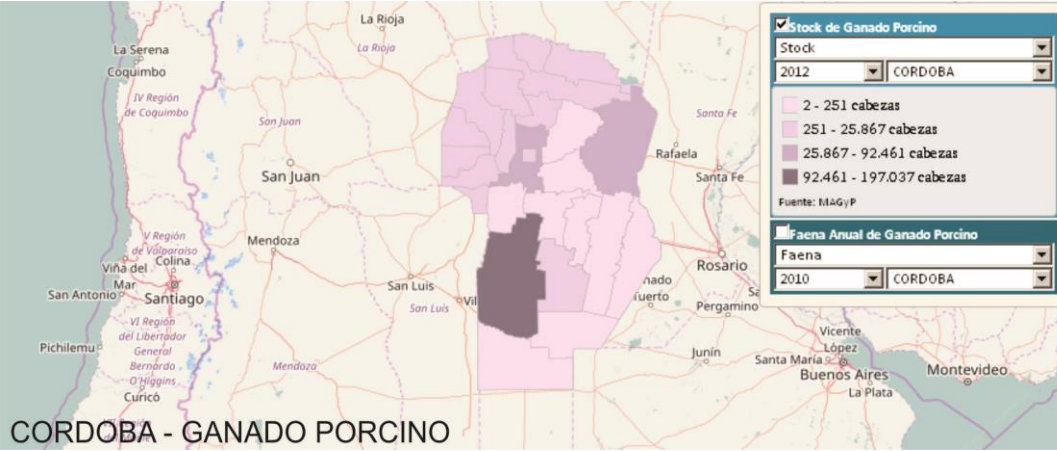 La Rioja
La Serena
Coquimbo
La Rioja
IV Región
de Coquimbo
San Juan
San Juan
Santa Fe
Rafaela
Santa Fe
V Región
de Valparaíso
Colina
Viña del
Mar
San Antonio
Santiago
Mendoza
San Luis
San Luis
Vil
Rosario
nado
Tuerto
Pergamino
VI Región
del Libertador
General
Bernardo
O'Higgins
Pichilemu
Curicó
Mendoza
Junín
Vicente
López
Santa María
Buenos Aires
La Plata
Montevideo
Stock de Ganado Porcino
Stock
2012 CORDOBA
2 - 251 cabezas
251 - 25.867 cabezas
25.867 - 92.461 cabezas
92.461 - 197.037 cabezas
Fuente: MAGyP
Faena Anual de Ganado Porcino
Faena
2010 CORDOBA
CORDOBA - GANADO PORCINO